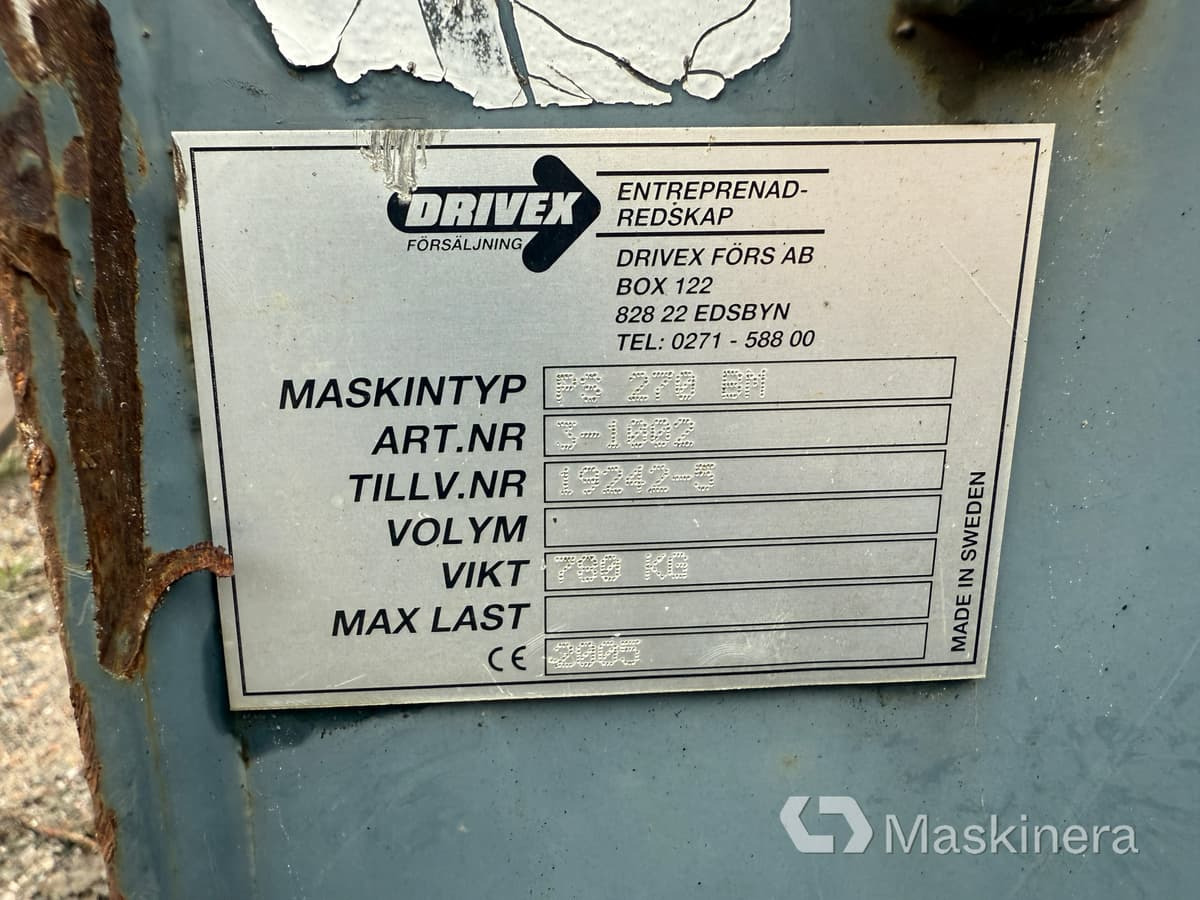 DRIVEX
FÖRSÄLJNING
ENTREPRENAD-
REDSKAP
DRIVEX FÖRS AB
BOX 122
828 22 EDSBYN
TEL: 0271 - 588 00
MASKINTYP PS 270 BM
ART.NR 3-1002
TILLV.NR 19242-5
VOLYM
VIKT 780 KG
MAX LAST
CE 2005
MADE IN SWEDEN
Maskinera